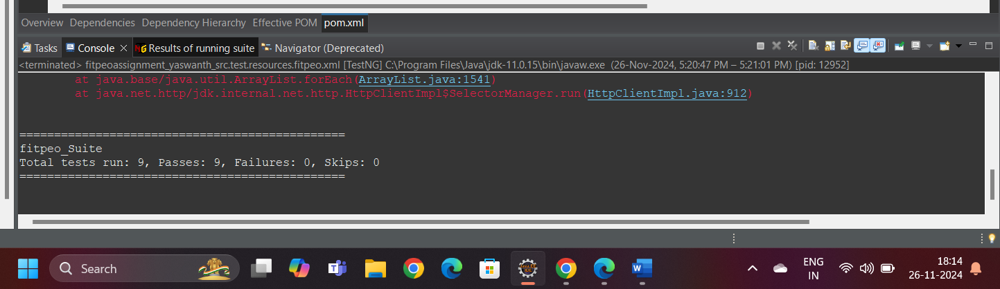 Overview Dependencies Dependency Hierarchy Effective POM pom.xml
Tasks Console Results of running suite Navigator (Deprecated)
<terminated> fitpeoassignment_yaswanth_src.test.resources.fitpeo.xml [TestNG] C:\Program Files\Java\jdk-11.0.15\bin\javaw.exe (26-Nov-2024, 5:20:47 PM – 5:21:01 PM) [pid: 12952]
at java.base/java.util.ArrayList.forEach(ArrayList.java:1541)
at java.net.http/jdk.internal.net.http.HttpClientImpl$SelectorManager.run(HttpClientImpl.java:912)
===============================================
fitpeo_Suite
Total tests run: 9, Passes: 9, Failures: 0, Skips: 0
===============================================
Search
ENG
IN
18:14
26-11-2024